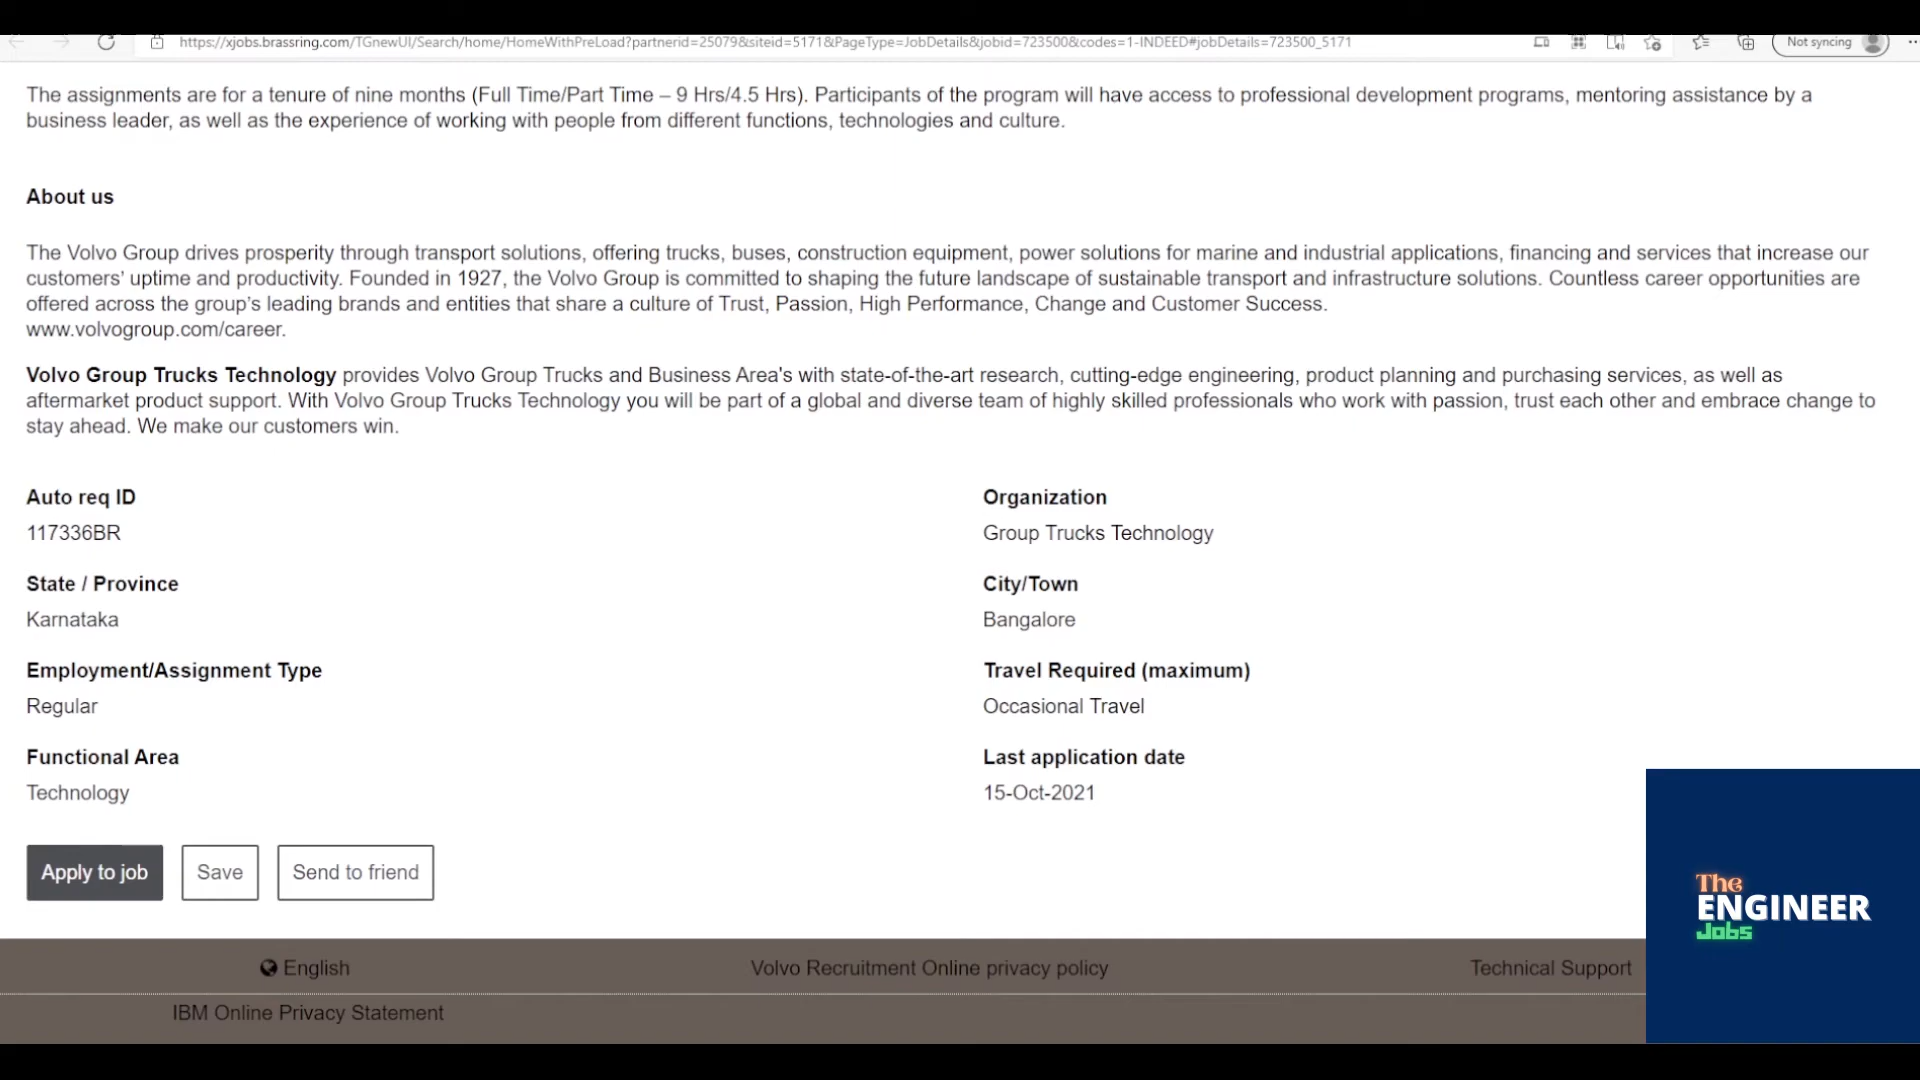 https://xjobs.brassring.com/TGnewUI/Search/home/HomeWithPreLoad?partnerid=25079&siteid=5171&PageType=JobDetails&jobid=723500&codes=1-INDEED#jobDetails=723500_5171
Not syncing
The assignments are for a tenure of nine months (Full Time/Part Time – 9 Hrs/4.5 Hrs). Participants of the program will have access to professional development programs, mentoring assistance by a
business leader, as well as the experience of working with people from different functions, technologies and culture.
About us
The Volvo Group drives prosperity through transport solutions, offering trucks, buses, construction equipment, power solutions for marine and industrial applications, financing and services that increase our
customers’ uptime and productivity. Founded in 1927, the Volvo Group is committed to shaping the future landscape of sustainable transport and infrastructure solutions. Countless career opportunities are
offered across the group’s leading brands and entities that share a culture of Trust, Passion, High Performance, Change and Customer Success.
www.volvogroup.com/career.
Volvo Group Trucks Technology provides Volvo Group Trucks and Business Area's with state-of-the-art research, cutting-edge engineering, product planning and purchasing services, as well as
aftermarket product support. With Volvo Group Trucks Technology you will be part of a global and diverse team of highly skilled professionals who work with passion, trust each other and embrace change to
stay ahead. We make our customers win.
Auto req ID
117336BR
Organization
Group Trucks Technology
State / Province
Karnataka
City/Town
Bangalore
Employment/Assignment Type
Regular
Travel Required (maximum)
Occasional Travel
Functional Area
Technology
Last application date
15-Oct-2021
Apply to job
Save
Send to friend
The
ENGINEER
Jobs
English
Volvo Recruitment Online privacy policy
Technical Support
IBM Online Privacy Statement